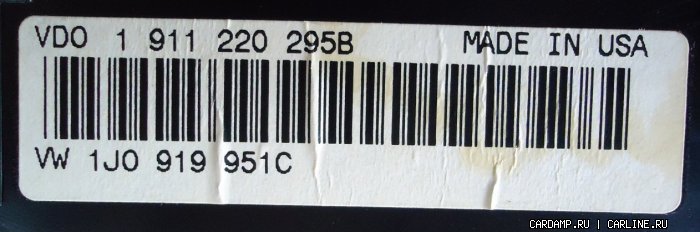 VDO 1 911 220 295B MADE IN USA
VW 1J0 919 951C
CARDAMP.RU | CARLINE.RU